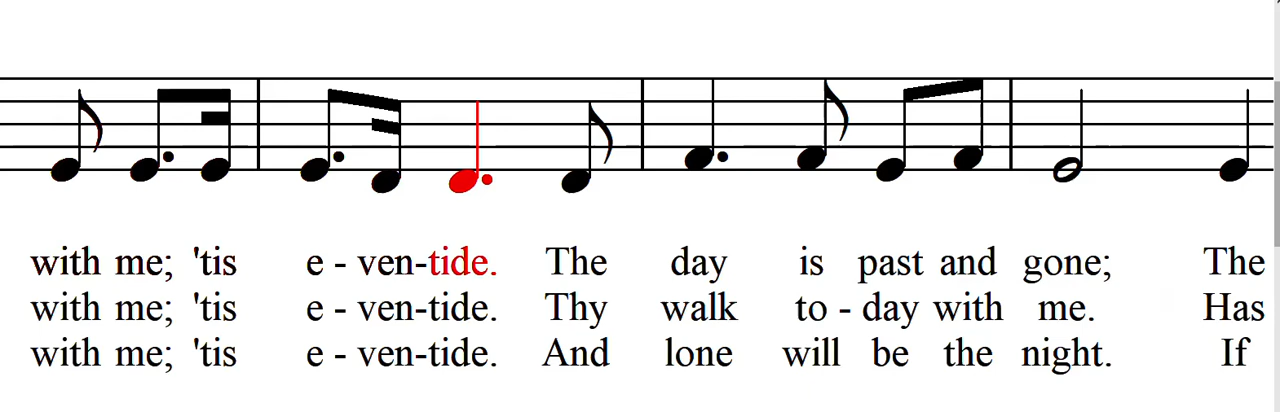 with me; 'tis e - ven-tide. The day is past and gone; The
with me; 'tis e - ven-tide. Thy walk to - day with me. Has
with me; 'tis e - ven-tide. And lone will be the night. If